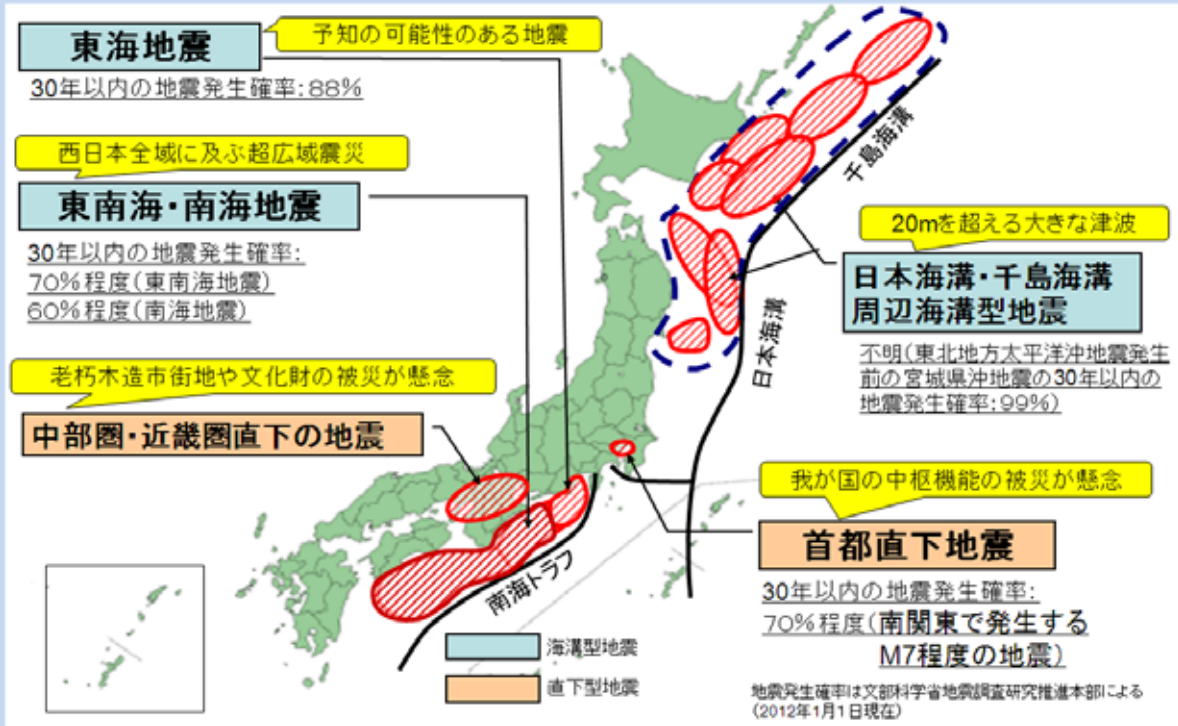 東海地震
予知の可能性のある地震
30年以内の地震発生確率:88%
西日本全域に及ぶ超広域震災
東南海・南海地震
30年以内の地震発生確率:
70%程度(東南海地震)
60%程度(南海地震)
老朽木造市街地や文化財の被災が懸念
中部圏・近畿圏直下の地震
千島海溝
20mを超える大きな津波
日本海溝・千島海溝
周辺海溝型地震
不明(東北地方太平洋沖地震発生
前の宮城県沖地震の30年以内の
地震発生確率:99%)
日本海溝
我が国の中枢機能の被災が懸念
首都直下地震
30年以内の地震発生確率:
70%程度(南関東で発生する
M7程度の地震)
南海トラフ
海溝型地震
直下型地震
地震発生確率は文部科学省地震調査研究推進本部による
(2012年1月1日現在)